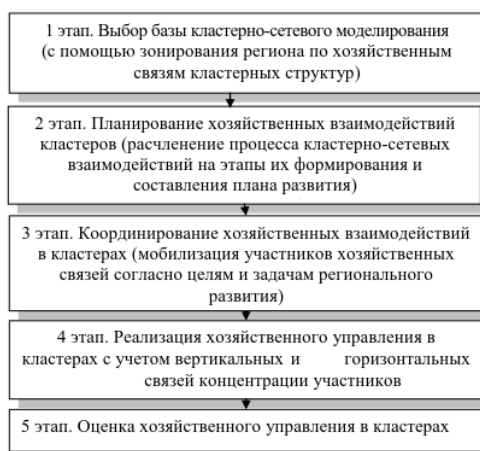 1 этап. Выбор базы кластерно-сетевого моделирования
(с помощью зонирования региона по хозяйственным
связям кластерных структур)
2 этап. Планирование хозяйственных взаимодействий
кластеров (расчленение процесса кластерно-сетевых
взаимодействий на этапы их формирования и
составления плана развития)
3 этап. Координирование хозяйственных взаимодействий
в кластерах (мобилизация участников хозяйственных
связей согласно целям и задачам регионального
развития)
4 этап. Реализация хозяйственного управления в
кластерах с учетом вертикальных и горизонтальных
связей концентрации участников
5 этап. Оценка хозяйственного управления в кластерах